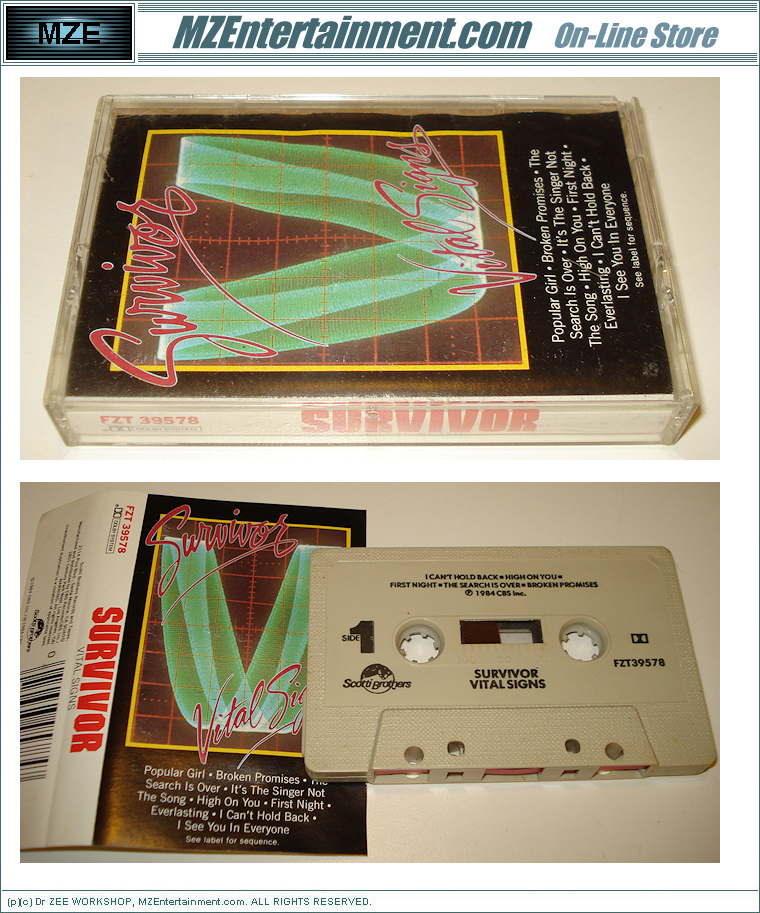 MZE
MZEntertainment.com On-Line Store
Survivor
Vital Signs
Popular Girl • Broken Promises • The
Search Is Over • It's The Singer Not
The Song • High On You • First Night •
Everlasting • I Can't Hold Back •
I See You In Everyone
See label for sequence.
FZT 39578
SURVIVOR
FZT 39578
DOLBY SYSTEM
SURVIVOR
VITAL SIGNS
Scotti Brothers
0
Survivor
Vital Sig
Popular Girl • Broken Promises • The
Search Is Over • It's The Singer Not
The Song • High On You • First Night •
Everlasting • I Can't Hold Back •
I See You In Everyone
See label for sequence.
I CAN'T HOLD BACK ■ HIGH ON YOU ■
FIRST NIGHT ■ THE SEARCH IS OVER ■ BROKEN PROMISES
℗ 1984 CBS Inc.
SIDE 1
FZT39578
Scotti Brothers
SURVIVOR
VITAL SIGNS
(p)(c) Dr ZEE WORKSHOP, MZEntertainment.com. ALL RIGHTS RESERVED.